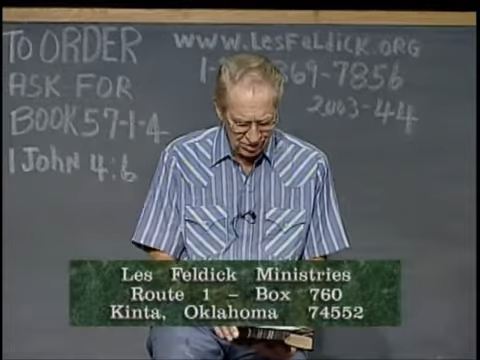 TO ORDER
ASK FOR
BOOK 57-1-4
1 John 4:6
www.LesFeldick.ORG
869-7856
2003-44
Les Feldick Ministries
Route 1 – Box 760
Kinta, Oklahoma 74552